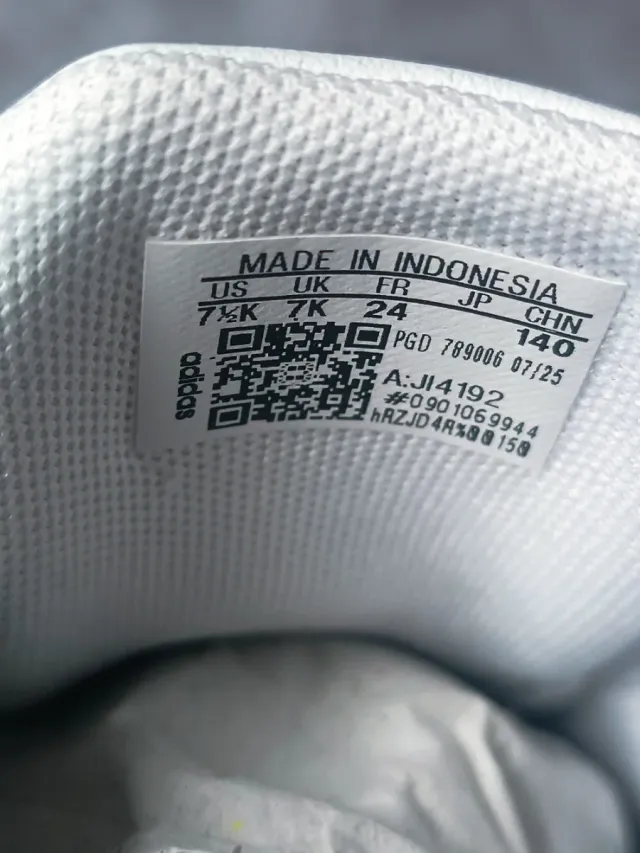 MADE IN INDONESIA
US UK FR JP CHN
7½K 7K 24 140
PGD 789006 07/25
A:JI4192
#0901069944
hRZJD4R%00150
adidas